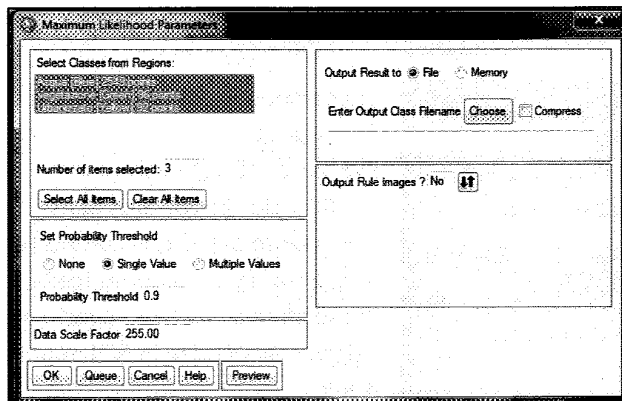 Maximum Likelihood Parameters
Select Classes from Regions:
Number of items selected: 3
Select All Items Clear All Items
Set Probability Threshold
None Single Value Multiple Values
Probability Threshold 0.9
Data Scale Factor 255.00
OK Queue Cancel Help Preview
Output Result to File Memory
Enter Output Class Filename Choose Compress
Output Rule Images ? No